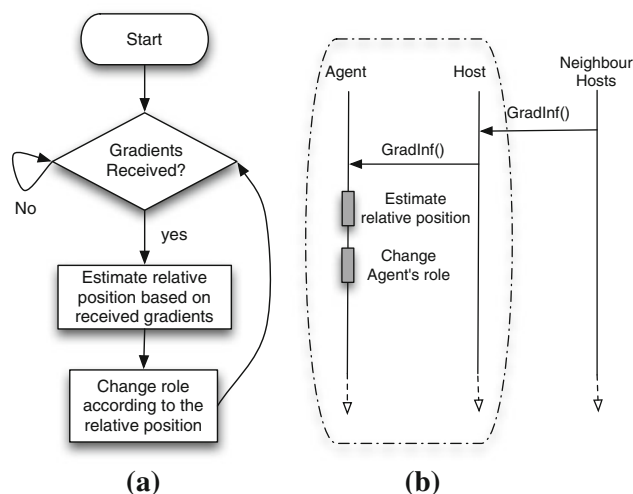 Start
Gradients
Received?
No
yes
Estimate relative
position based on
received gradients
Change role
according to the
relative position
(a)
Agent
Host
Neighbour
Hosts
GradInf()
GradInf()
Estimate
relative position
Change
Agent's role
(b)